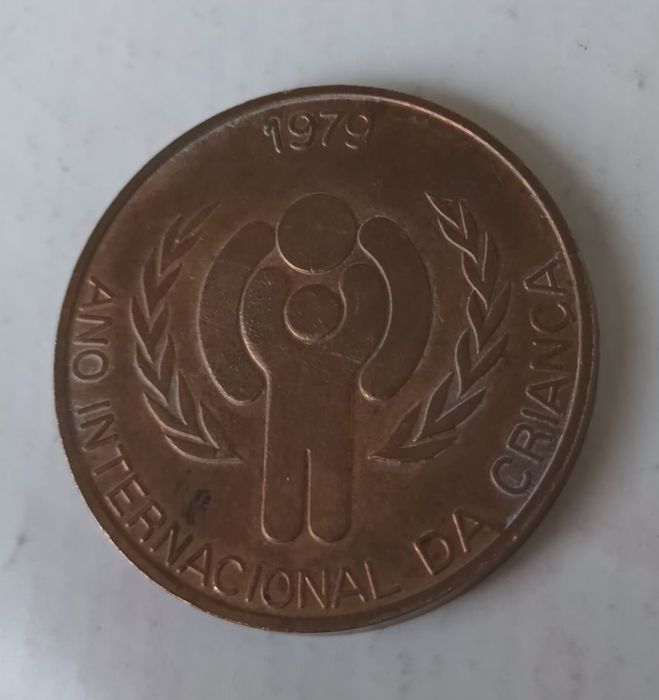 1979
ANO INTERNACIONAL DA CRIANÇA